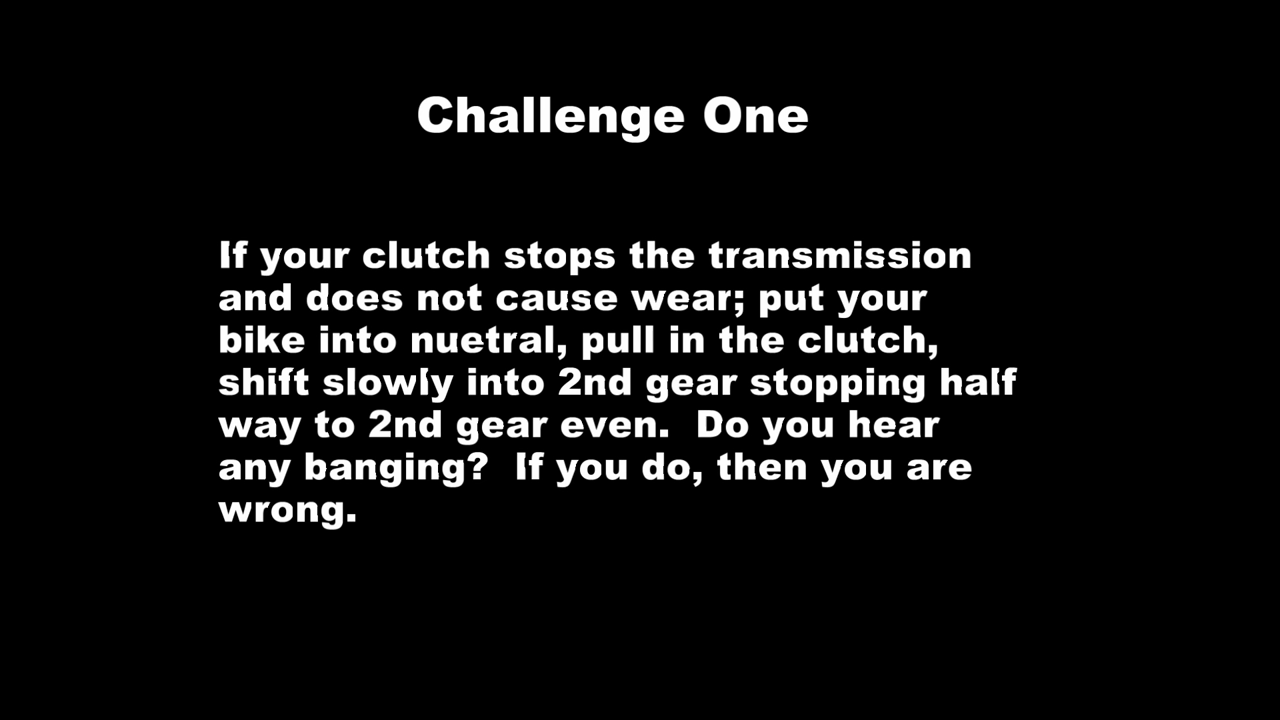 Challenge One
If your clutch stops the transmission
and does not cause wear; put your
bike into nuetral, pull in the clutch,
shift slowly into 2nd gear stopping half
way to 2nd gear even.  Do you hear
any banging?  If you do, then you are
wrong.